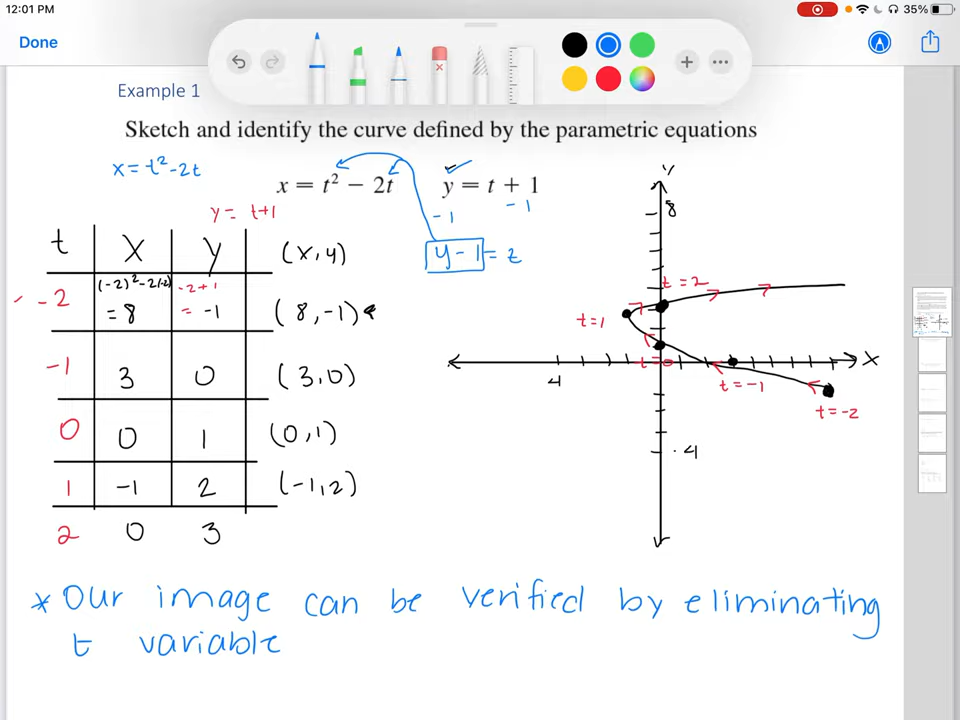 12:01 PM
35%
Done
Example 1
Sketch and identify the curve defined by the parametric equations
x = t² - 2t
x = t² − 2t
y = t + 1
y = t+1
-1 -1
y-1 = t
t x y (x,y)
-2 (-2)²-2(-2) = 8 -2+1 = -1 (8,-1)
-1 3 0 (3,0)
0 0 1 (0,1)
1 -1 2 (-1,2)
2 0 3
y
8
t=2
t=1
t=0
x
4
t=-1
t=-2
4
* Our image can be verified by eliminating
t variable